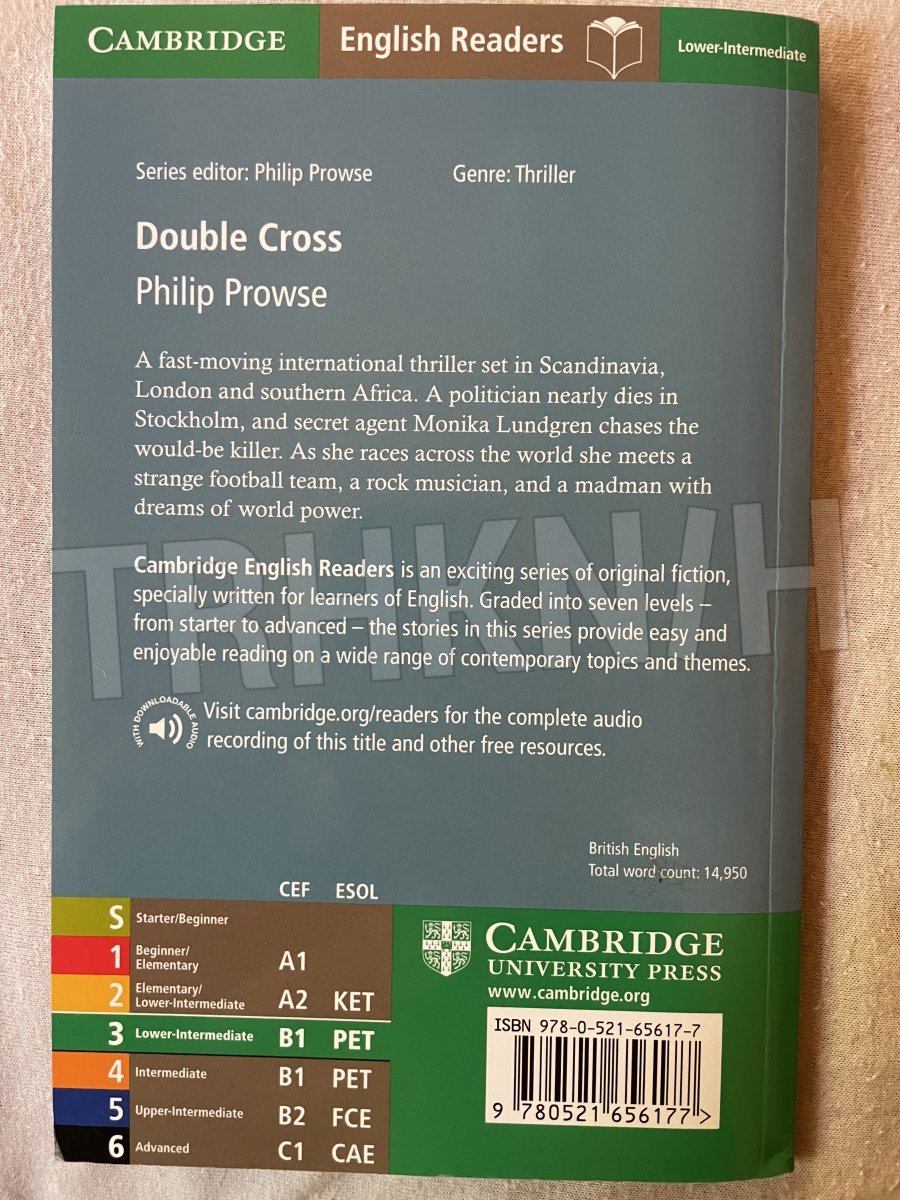 CAMBRIDGE English Readers Lower-Intermediate
Series editor: Philip Prowse Genre: Thriller
Double Cross
Philip Prowse
A fast-moving international thriller set in Scandinavia,
London and southern Africa. A politician nearly dies in
Stockholm, and secret agent Monika Lundgren chases the
would-be killer. As she races across the world she meets a
strange football team, a rock musician, and a madman with
dreams of world power.
TRHKN/H
Cambridge English Readers is an exciting series of original fiction,
specially written for learners of English. Graded into seven levels –
from starter to advanced – the stories in this series provide easy and
enjoyable reading on a wide range of contemporary topics and themes.
WITH DOWNLOADABLE AUDIO
Visit cambridge.org/readers for the complete audio
recording of this title and other free resources.
British English
Total word count: 14,950
CEF ESOL
S Starter/Beginner
1 Beginner/
Elementary A1
2 Elementary/
Lower-Intermediate A2 KET
3 Lower-Intermediate B1 PET
4 Intermediate B1 PET
5 Upper-Intermediate B2 FCE
6 Advanced C1 CAE
CAMBRIDGE
UNIVERSITY PRESS
www.cambridge.org
ISBN 978-0-521-65617-7
9 780521 656177 >